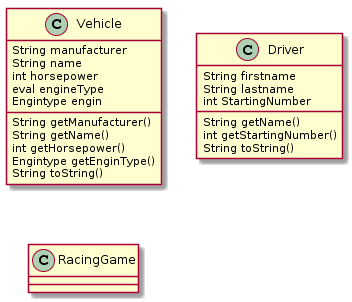 C Vehicle
String manufacturer
String name
int horsepower
eval engineType
Engintype engin
String getManufacturer()
String getName()
int getHorsepower()
Engintype getEnginType()
String toString()
C Driver
String firstname
String lastname
int StartingNumber
String getName()
int getStartingNumber()
String toString()
C RacingGame